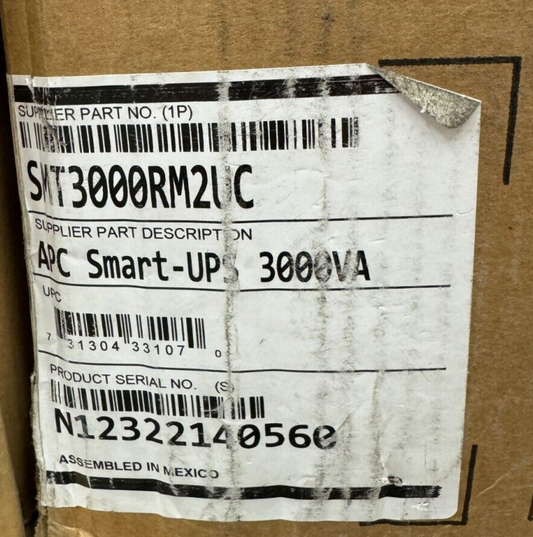 SUPPLIER PART NO. (1P)
SMT3000RM2UC
SUPPLIER PART DESCRIPTION
APC Smart-UPS 3000VA
UPC
7 31304 33107 0
PRODUCT SERIAL NO. (S)
N12322140560
ASSEMBLED IN MEXICO